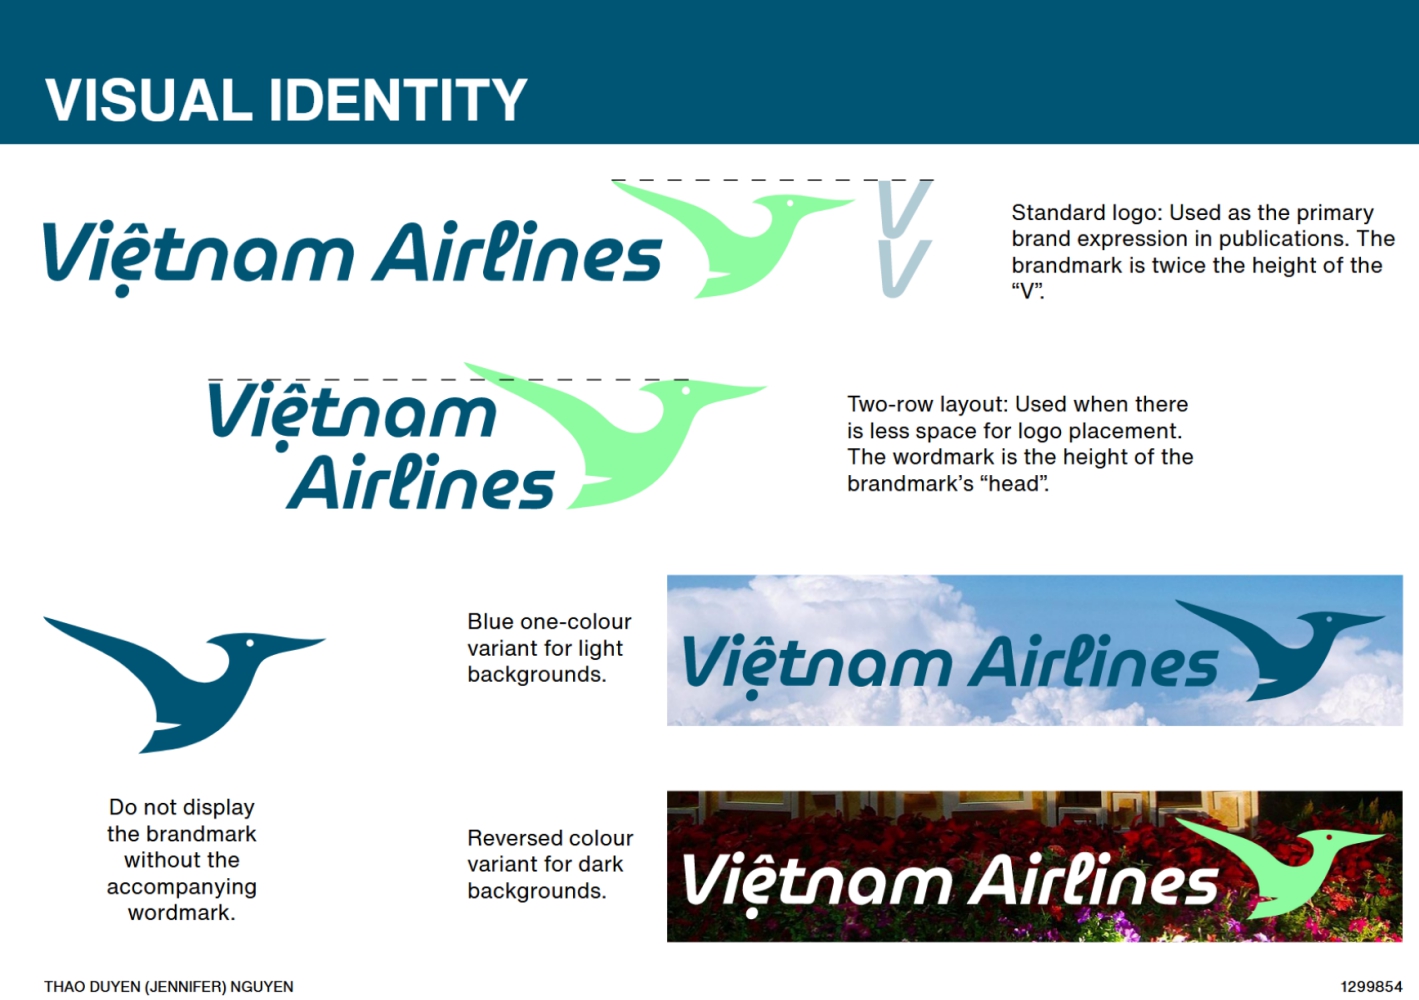 VISUAL IDENTITY
Việtnam Airlines
V
V
Standard logo: Used as the primary
brand expression in publications. The
brandmark is twice the height of the
“V”.
Việtnam
Airlines
Two-row layout: Used when there
is less space for logo placement.
The wordmark is the height of the
brandmark’s “head”.
Do not display
the brandmark
without the
accompanying
wordmark.
Blue one-colour
variant for light
backgrounds.
Việtnam Airlines
Reversed colour
variant for dark
backgrounds.
Việtnam Airlines
THAO DUYEN (JENNIFER) NGUYEN
1299854